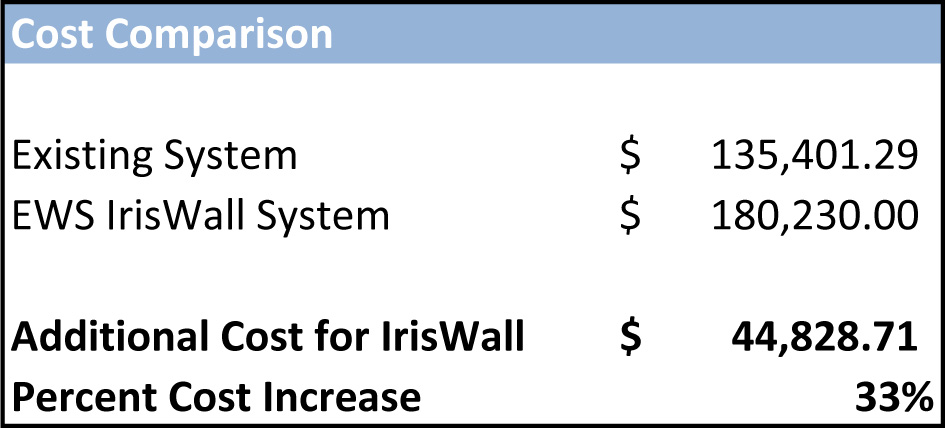 Cost Comparison
Existing System $ 135,401.29
EWS IrisWall System $ 180,230.00
Additional Cost for IrisWall $ 44,828.71
Percent Cost Increase 33%